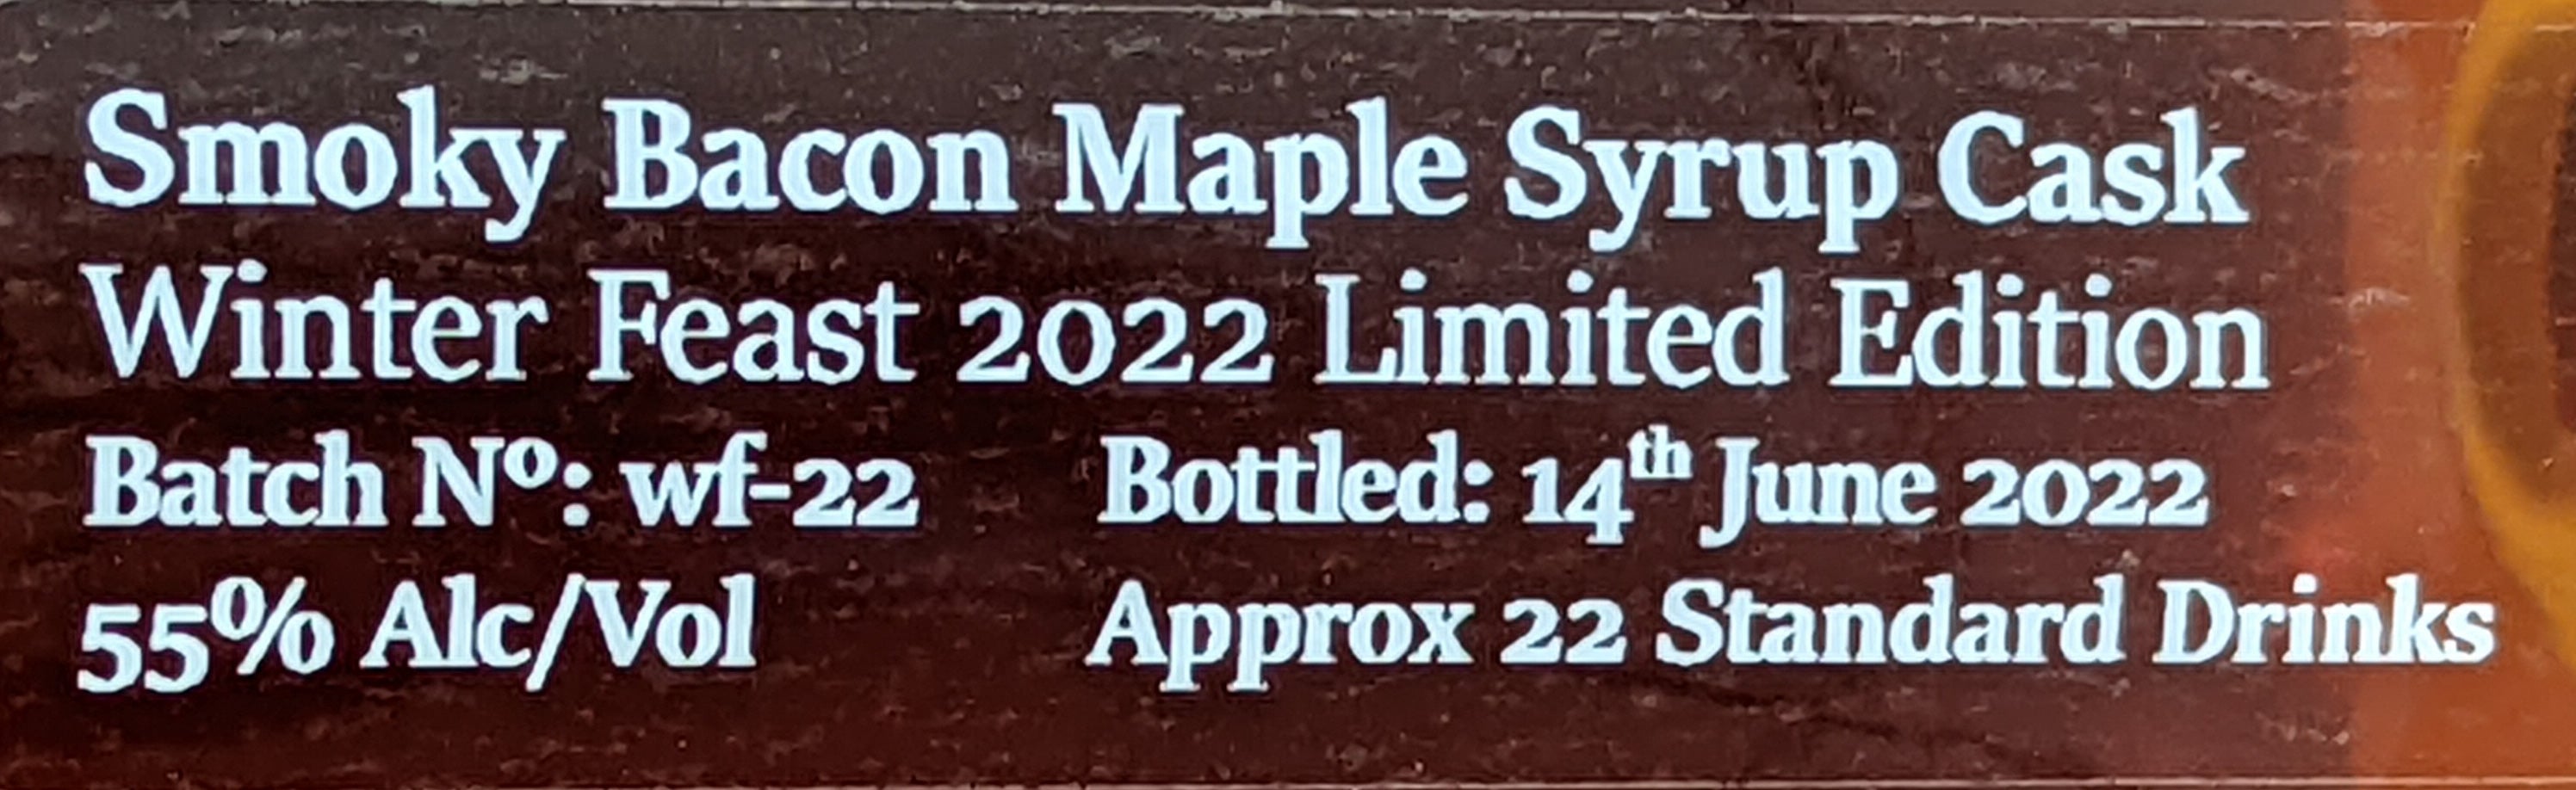 Smoky Bacon Maple Syrup Cask
Winter Feast 2022 Limited Edition
Batch Nº: wf-22 Bottled: 14th June 2022
55% Alc/Vol Approx 22 Standard Drinks